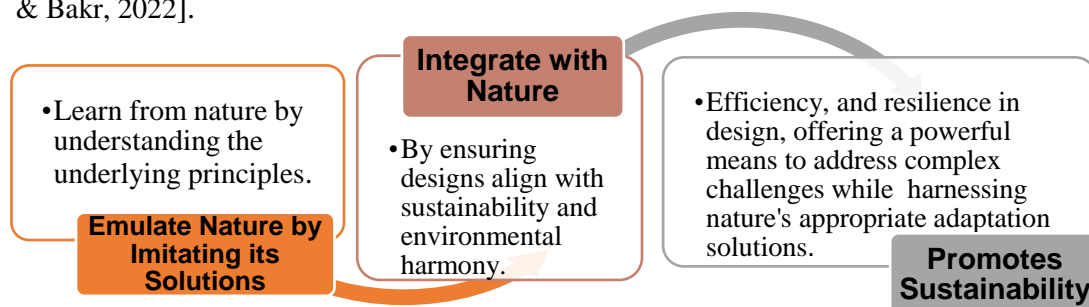 & Bakr, 2022].
•Learn from nature by
understanding the
underlying principles.
Emulate Nature by
Imitating its
Solutions
Integrate with
Nature
•By ensuring
designs align with
sustainability and
environmental
harmony.
•Efficiency, and resilience in
design, offering a powerful
means to address complex
challenges while harnessing
nature's appropriate adaptation
solutions.
Promotes
Sustainability